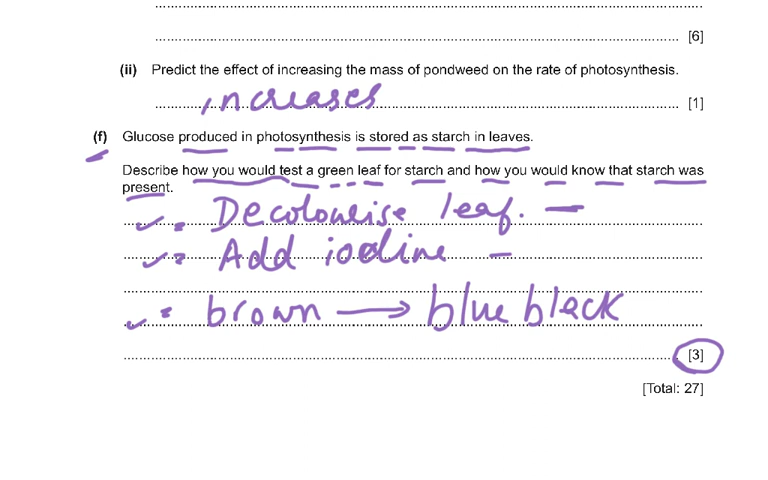 [6]
(ii) Predict the effect of increasing the mass of pondweed on the rate of photosynthesis.
increases [1]
(f) Glucose produced in photosynthesis is stored as starch in leaves.
Describe how you would test a green leaf for starch and how you would know that starch was
present.
Decolourise leaf.
Add iodine
brown → blue black
[3]
[Total: 27]